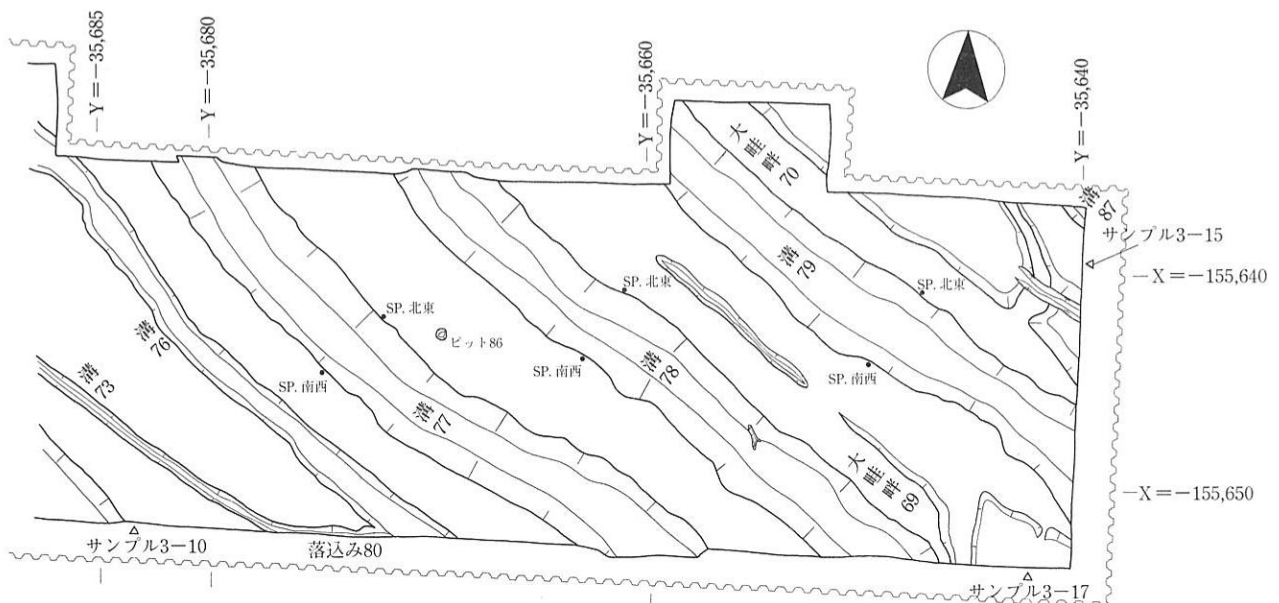 Y＝-35,685
Y＝-35,680
Y＝-35,660
Y＝-35,640
大畦畔70
溝87
サンプル3-15
X＝-155,640
溝79
SP. 北東
SP. 北東
SP. 北東
ピット86
溝76
溝73
SP. 南西
SP. 南西
SP. 南西
溝78
溝77
大畦畔69
X＝-155,650
サンプル3-10
落込み80
サンプル3-17